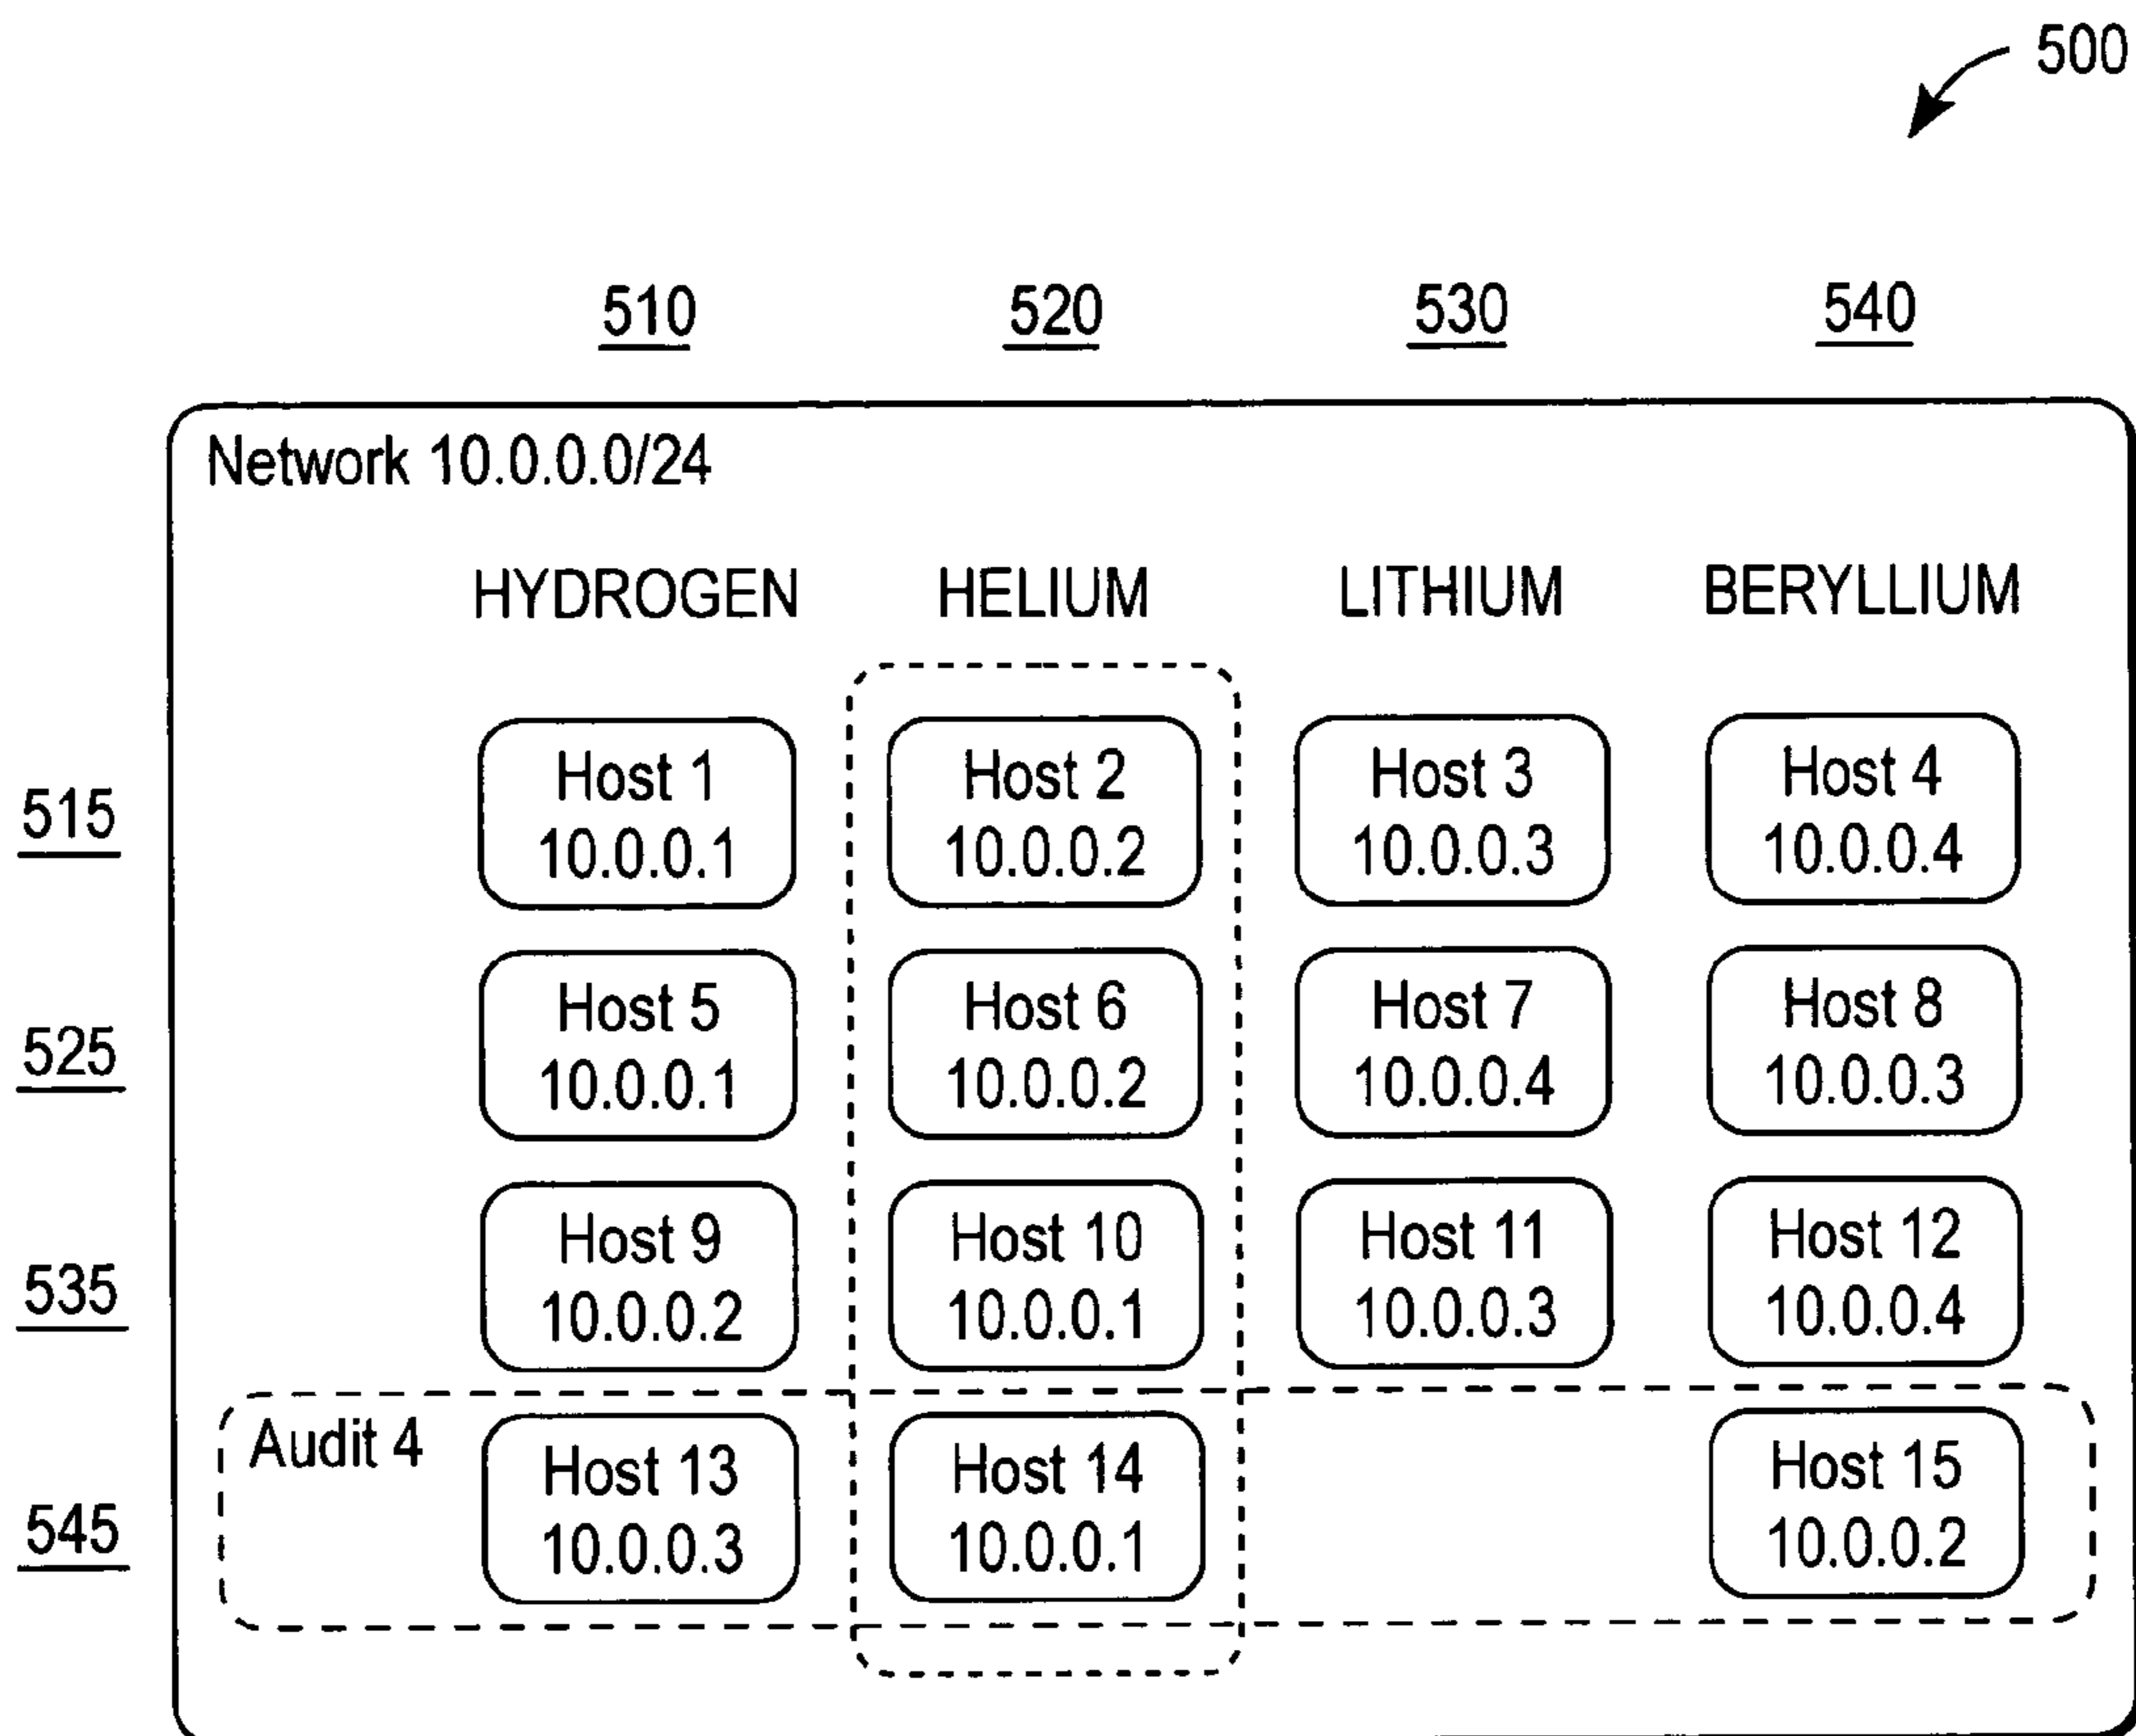 500
510 520 530 540
Network 10.0.0.0/24
HYDROGEN HELIUM LITHIUM BERYLLIUM
515
Host 1
10.0.0.1
Host 2
10.0.0.2
Host 3
10.0.0.3
Host 4
10.0.0.4
525
Host 5
10.0.0.1
Host 6
10.0.0.2
Host 7
10.0.0.4
Host 8
10.0.0.3
535
Host 9
10.0.0.2
Host 10
10.0.0.1
Host 11
10.0.0.3
Host 12
10.0.0.4
545
Audit 4
Host 13
10.0.0.3
Host 14
10.0.0.1
Host 15
10.0.0.2